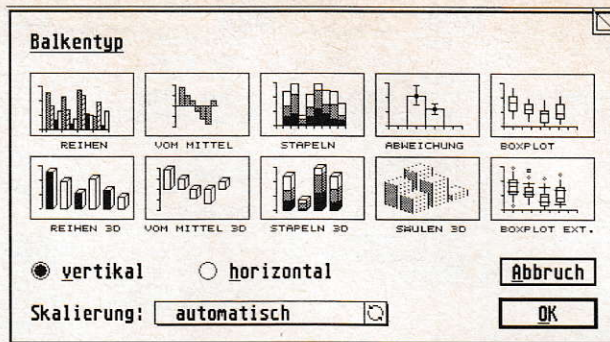 Balkentyp
REIHEN VOM MITTEL STAPELN ABWEICHUNG BOXPLOT
REIHEN 3D VOM MITTEL 3D STAPELN 3D SÄULEN 3D BOXPLOT EXT.
vertikal horizontal Abbruch
Skalierung: automatisch OK